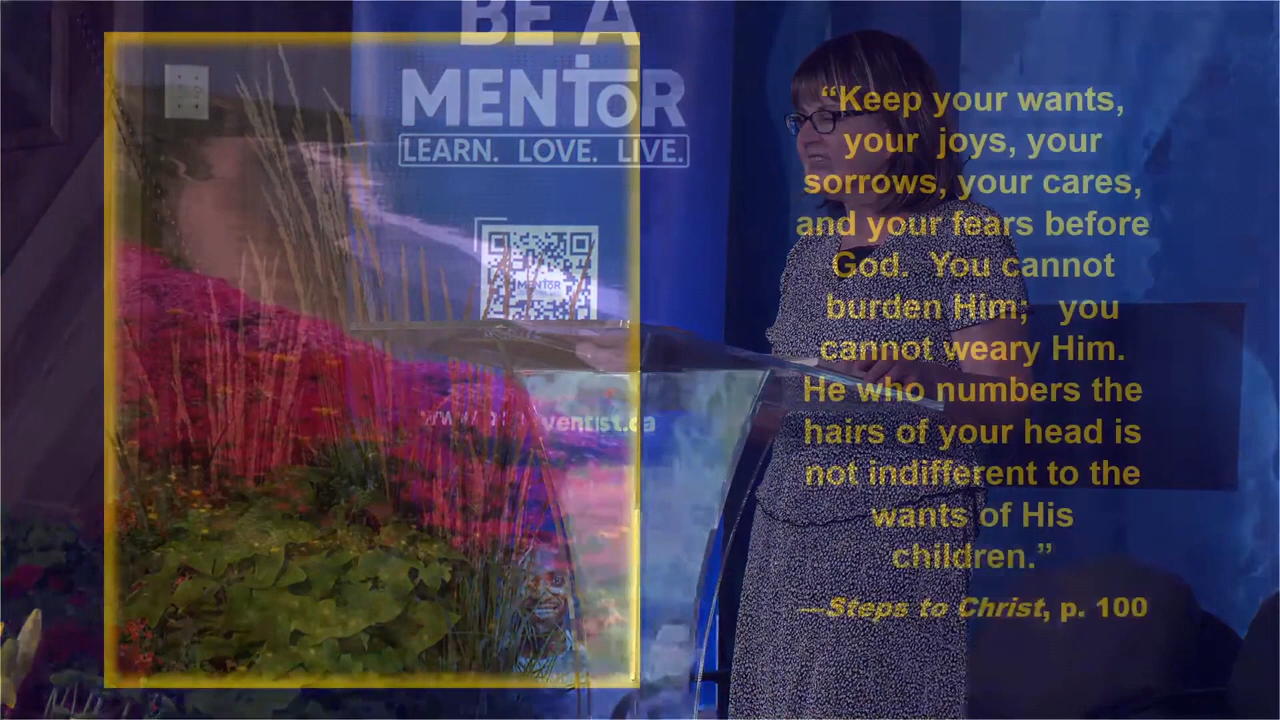 BE A
MENToR
LEARN. LOVE. LIVE.
MENToR
ventist.ca
“Keep your wants,
your joys, your
sorrows, your cares,
and your fears before
God. You cannot
burden Him; you
cannot weary Him.
He who numbers the
hairs of your head is
not indifferent to the
wants of His
children.”
—Steps to Christ, p. 100